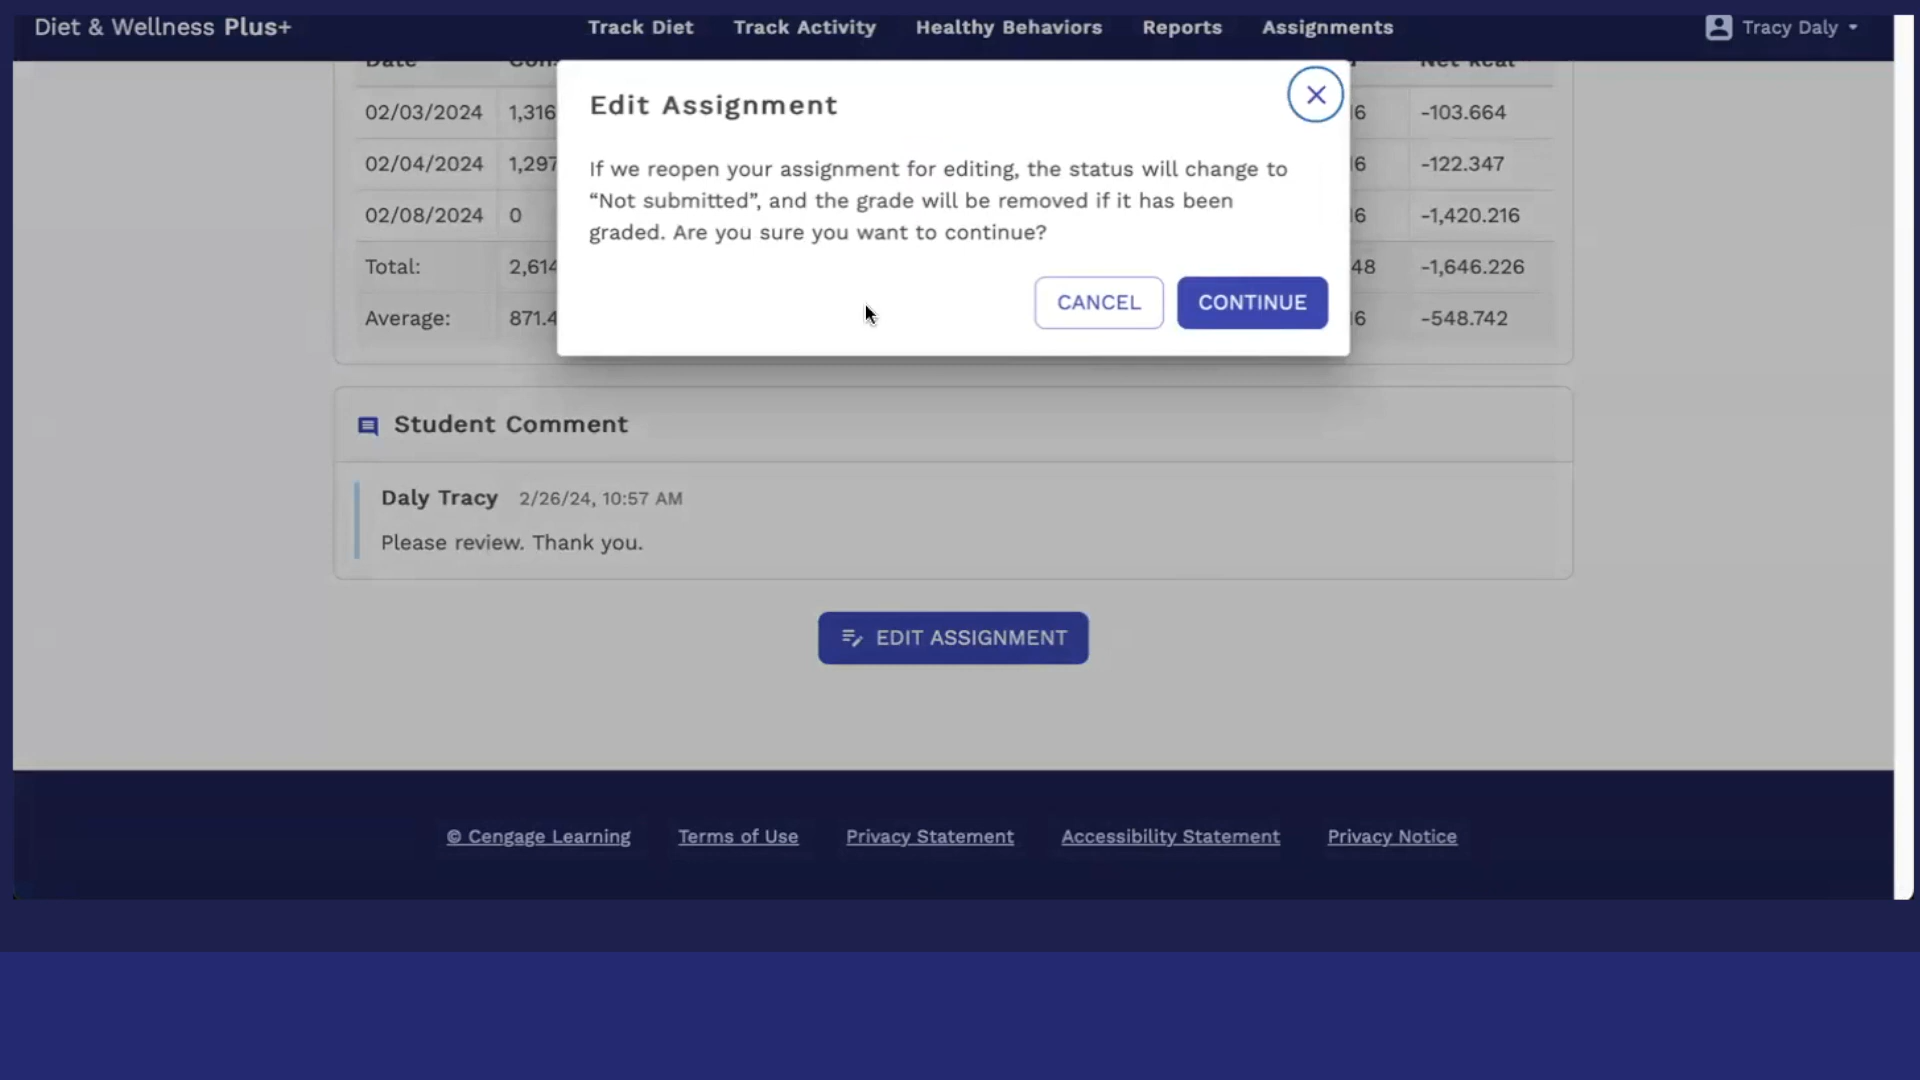 Diet & Wellness Plus+ Track Diet Track Activity Healthy Behaviors Reports Assignments Tracy Daly
Date Net kcal
Edit Assignment
02/03/2024 1,316 -103.664
If we reopen your assignment for editing, the status will change to
02/04/2024 1,297 -122.347
“Not submitted”, and the grade will be removed if it has been
02/08/2024 0 -1,420.216
graded. Are you sure you want to continue?
Total: 2,614 48 -1,646.226
CANCEL CONTINUE
Average: 871.4 -548.742
Student Comment
Daly Tracy 2/26/24, 10:57 AM
Please review. Thank you.
EDIT ASSIGNMENT
© Cengage Learning Terms of Use Privacy Statement Accessibility Statement Privacy Notice